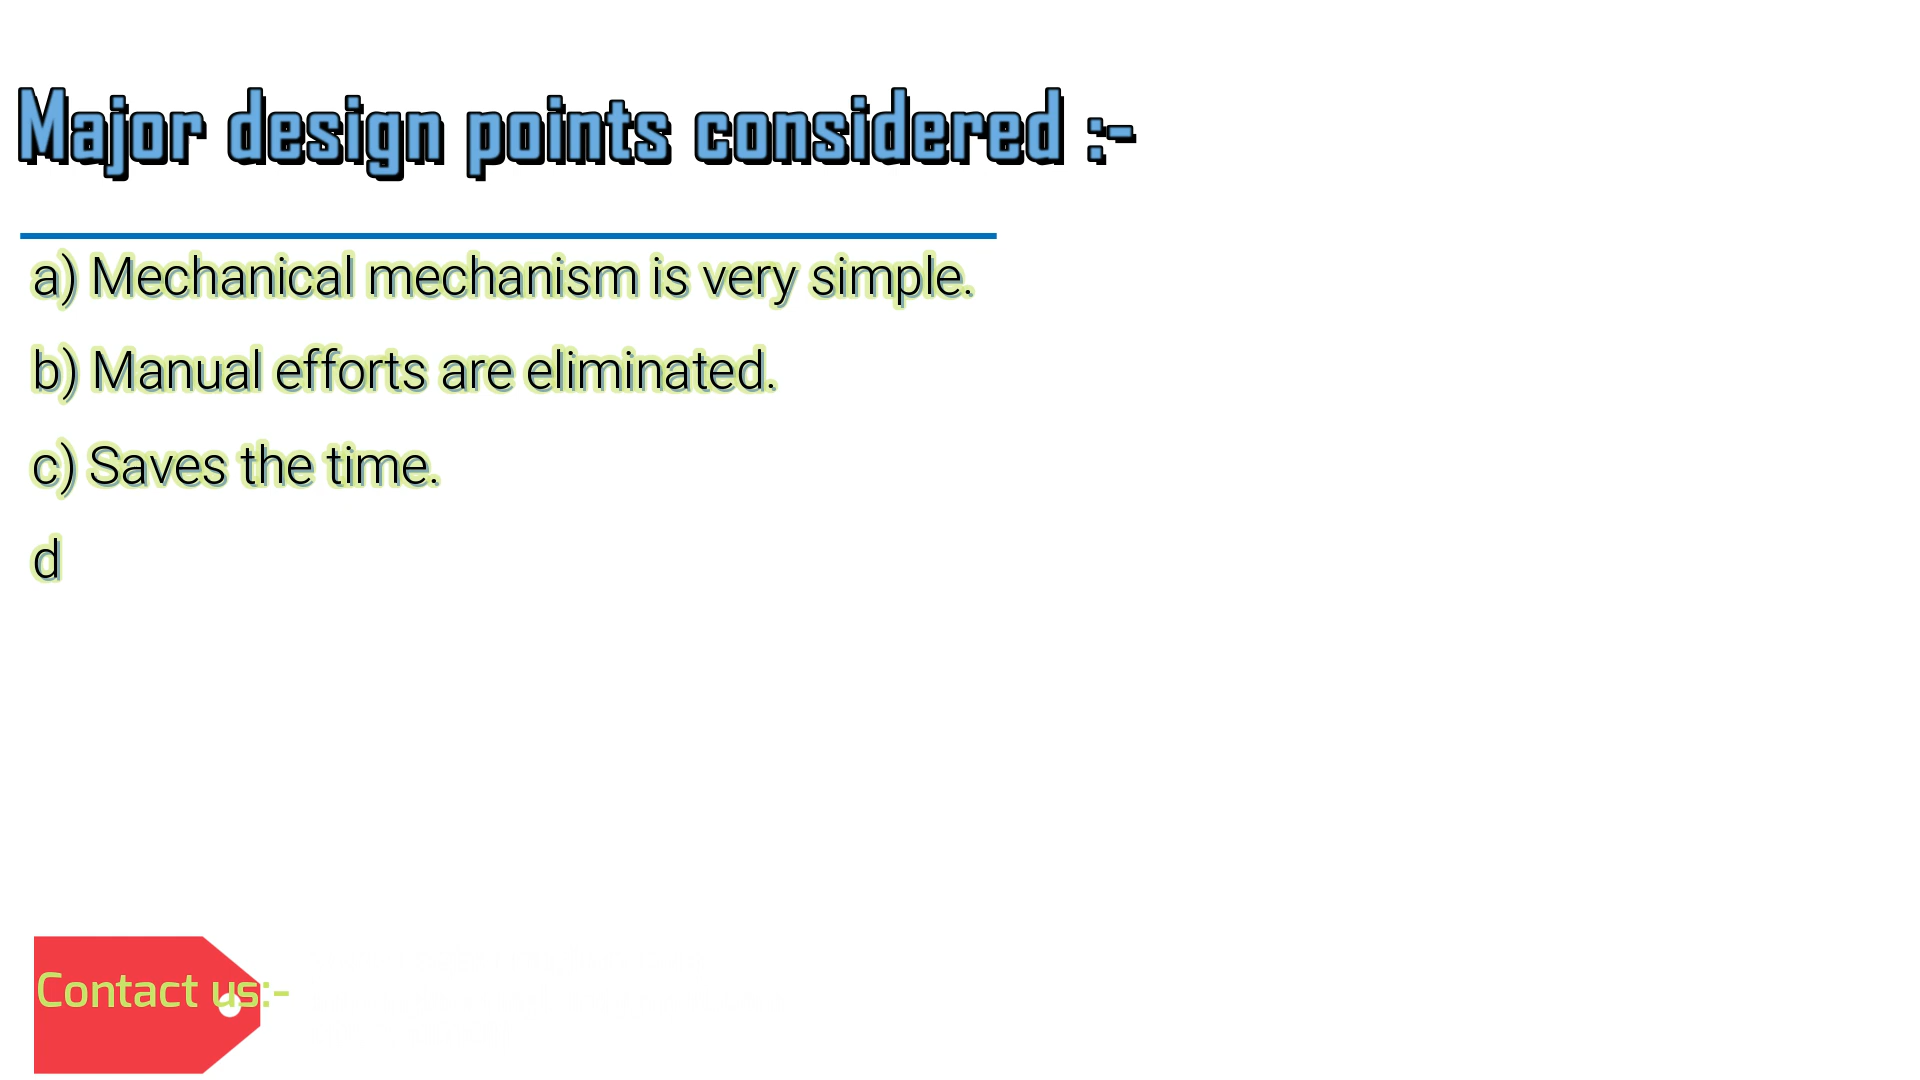 Major design points considered :-
a) Mechanical mechanism is very simple.
b) Manual efforts are eliminated.
c) Saves the time.
d
Contact us:-